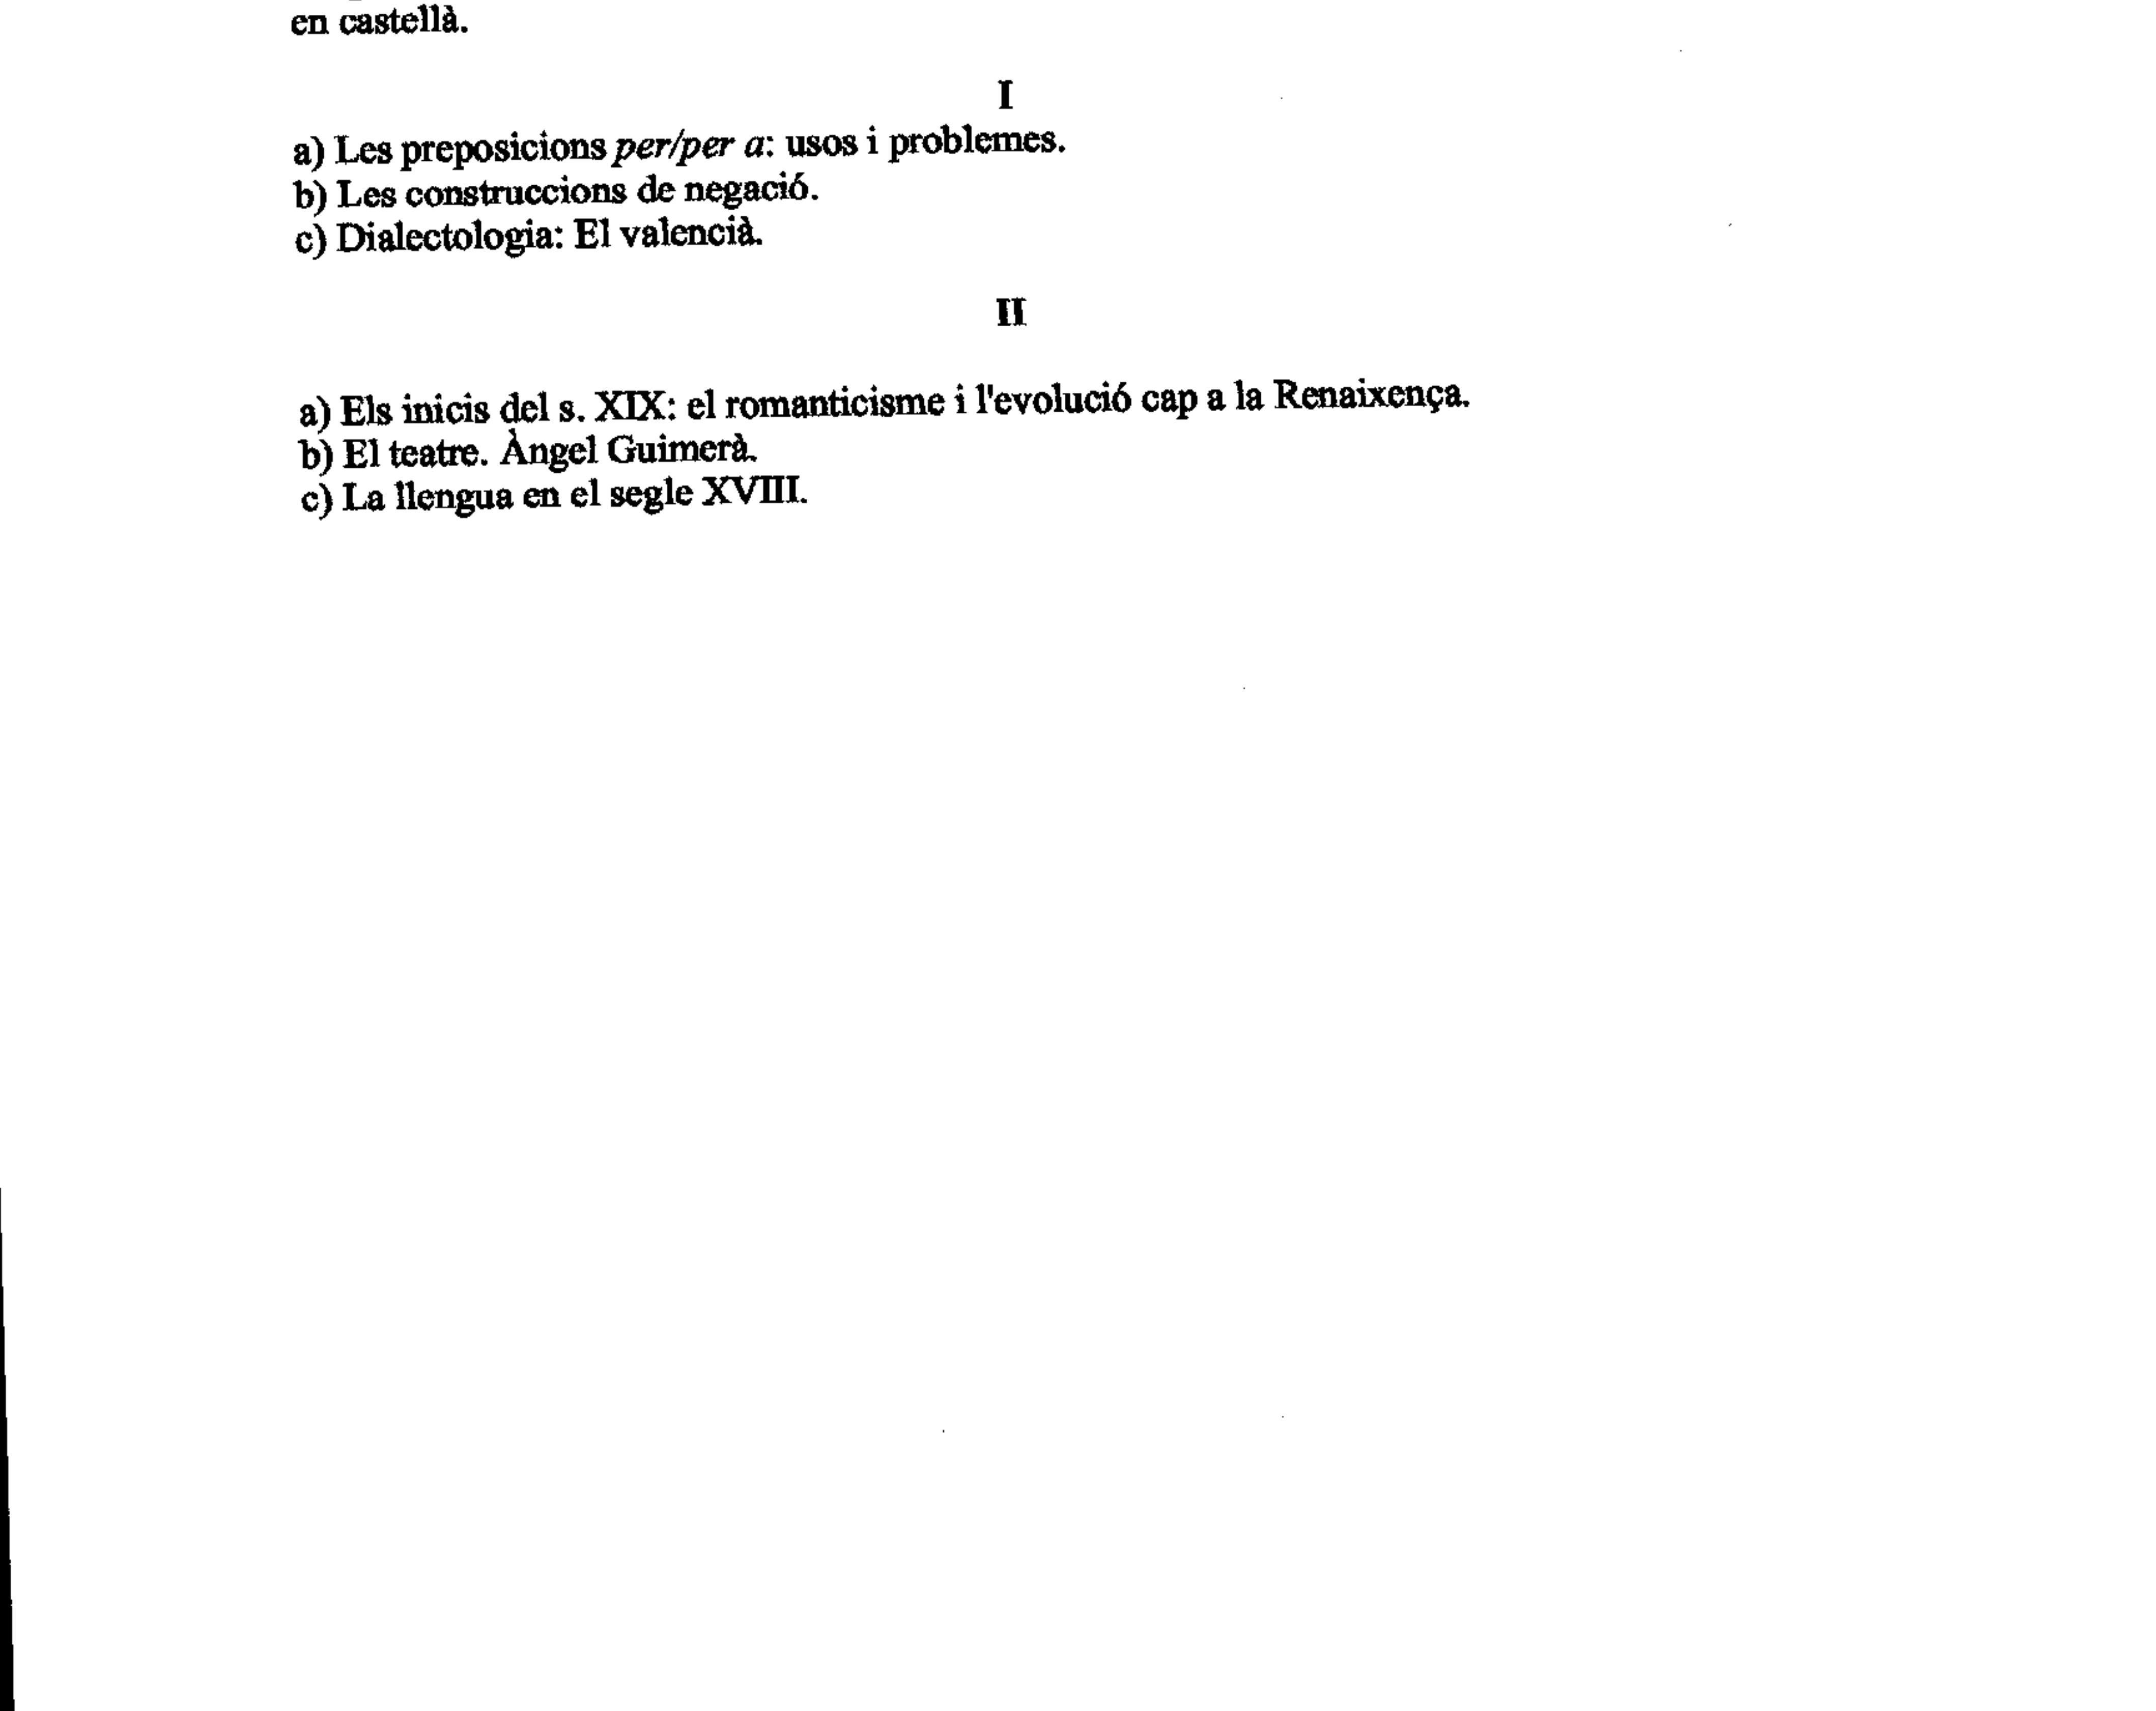 en castellà.
I
a) Les preposicions per/per a: usos i problemes.
b) Les construccions de negació.
c) Dialectologia: El valencià.
II
a) Els inicis del s. XIX: el romanticisme i l'evolució cap a la Renaixença.
b) El teatre. Àngel Guimerà.
c) La llengua en el segle XVIII.